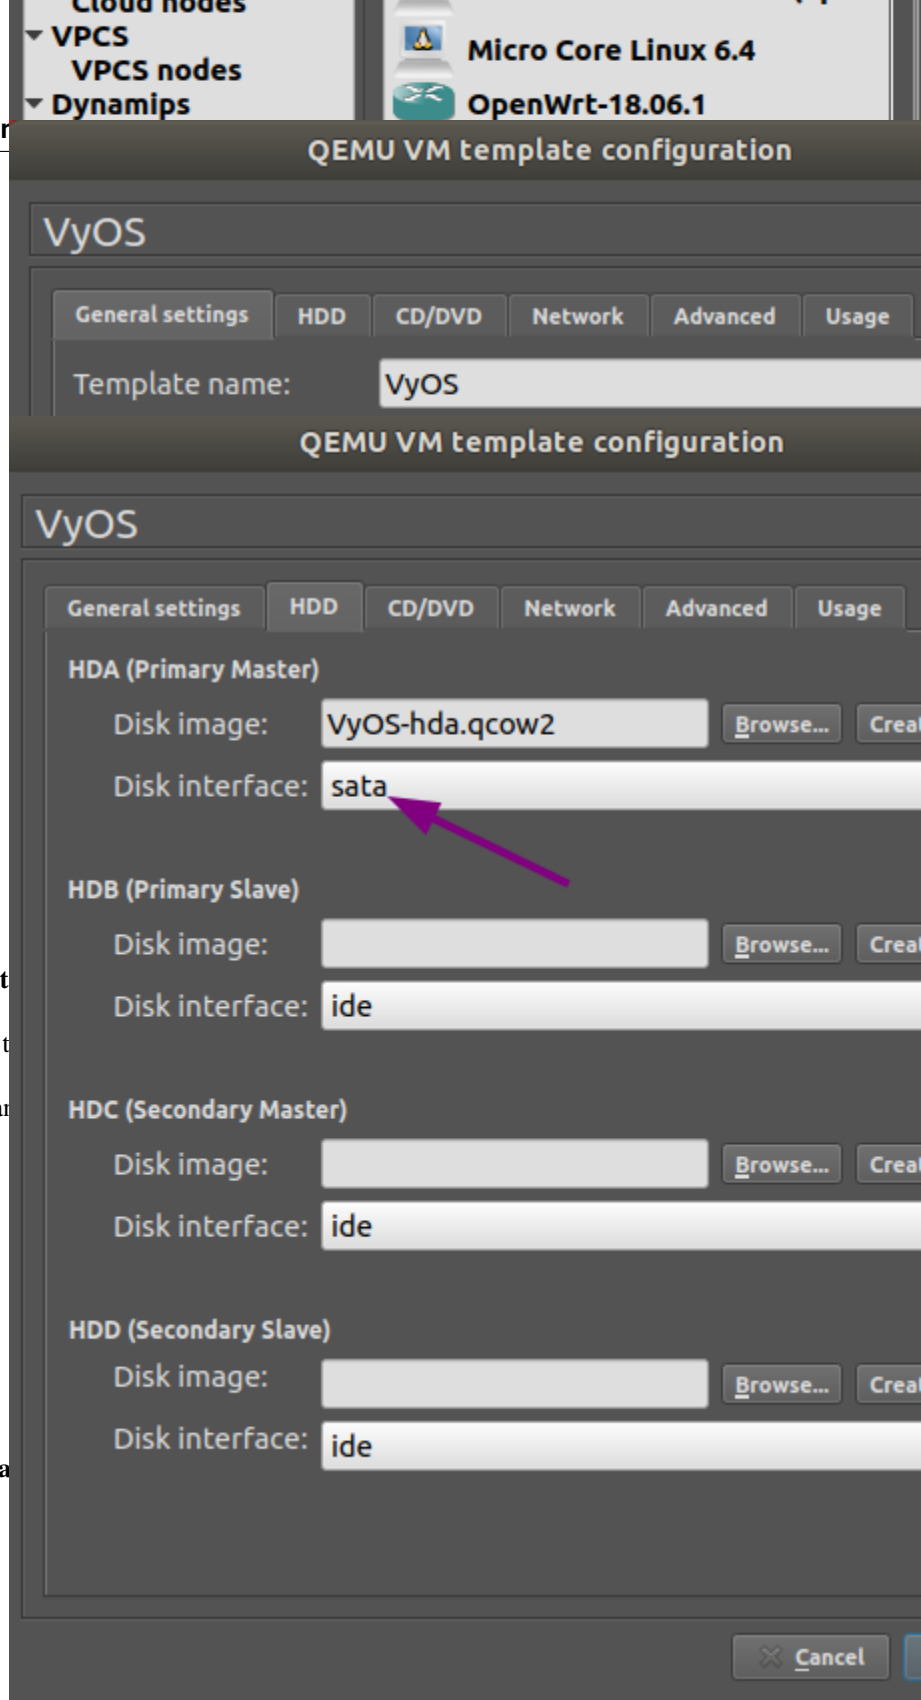 Cloud nodes
VPCS
VPCS nodes
Dynamips
Micro Core Linux 6.4
OpenWrt-18.06.1
QEMU VM template configuration
VyOS
General settings HDD CD/DVD Network Advanced Usage
Template name: VyOS
QEMU VM template configuration
VyOS
General settings HDD CD/DVD Network Advanced Usage
HDA (Primary Master)
Disk image: VyOS-hda.qcow2 Browse... Creat
Disk interface: sata
HDB (Primary Slave)
Disk image: Browse... Creat
Disk interface: ide
HDC (Secondary Master)
Disk image: Browse... Creat
Disk interface: ide
HDD (Secondary Slave)
Disk image: Browse... Creat
Disk interface: ide
Cancel